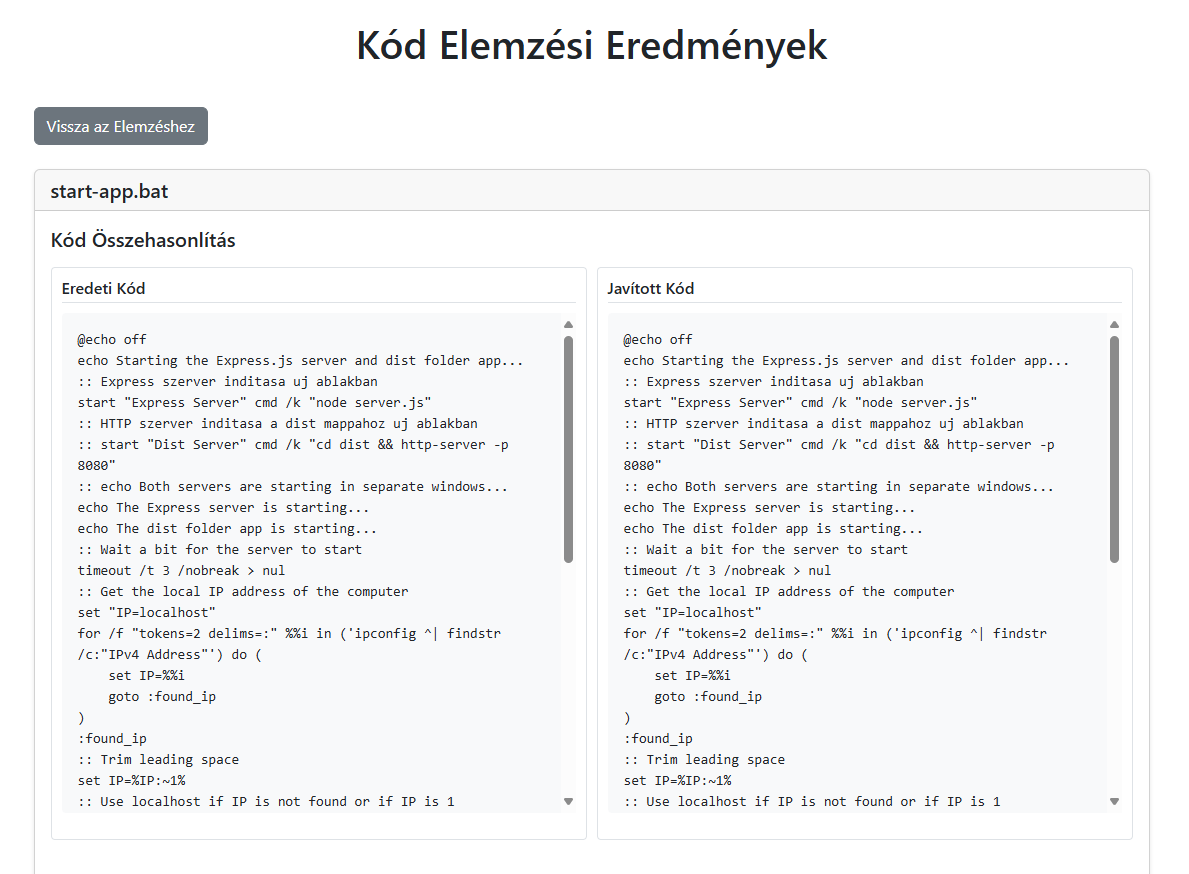 Kód Elemzési Eredmények
Vissza az Elemzéshez
start-app.bat
Kód Összehasonlítás
Eredeti Kód
@echo off
echo Starting the Express.js server and dist folder app...
:: Express szerver inditasa uj ablakban
start "Express Server" cmd /k "node server.js"
:: HTTP szerver inditasa a dist mappahoz uj ablakban
:: start "Dist Server" cmd /k "cd dist && http-server -p
8080"
:: echo Both servers are starting in separate windows...
echo The Express server is starting...
echo The dist folder app is starting...
:: Wait a bit for the server to start
timeout /t 3 /nobreak > nul
:: Get the local IP address of the computer
set "IP=localhost"
for /f "tokens=2 delims=:" %%i in ('ipconfig ^| findstr
/c:"IPv4 Address"') do (
    set IP=%%i
    goto :found_ip
)
:found_ip
:: Trim leading space
set IP=%IP:~1%
:: Use localhost if IP is not found or if IP is 1
Javított Kód
@echo off
echo Starting the Express.js server and dist folder app...
:: Express szerver inditasa uj ablakban
start "Express Server" cmd /k "node server.js"
:: HTTP szerver inditasa a dist mappahoz uj ablakban
:: start "Dist Server" cmd /k "cd dist && http-server -p
8080"
:: echo Both servers are starting in separate windows...
echo The Express server is starting...
echo The dist folder app is starting...
:: Wait a bit for the server to start
timeout /t 3 /nobreak > nul
:: Get the local IP address of the computer
set "IP=localhost"
for /f "tokens=2 delims=:" %%i in ('ipconfig ^| findstr
/c:"IPv4 Address"') do (
    set IP=%%i
    goto :found_ip
)
:found_ip
:: Trim leading space
set IP=%IP:~1%
:: Use localhost if IP is not found or if IP is 1